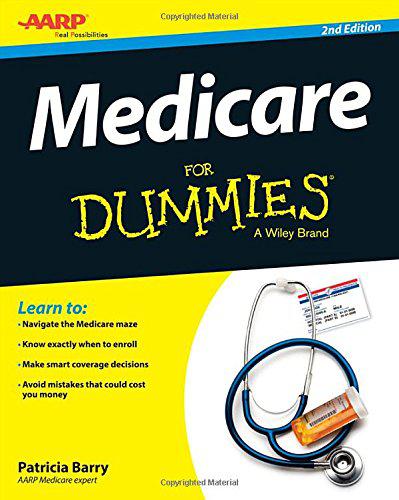 Copyrighted Material
AARP®
Real Possibilities
2nd Edition
Medicare
FOR
DUMMIES®
A Wiley Brand
Learn to:
• Navigate the Medicare maze
• Know exactly when to enroll
• Make smart coverage decisions
• Avoid mistakes that could cost
you money
Patricia Barry
AARP Medicare expert
Copyrighted Material